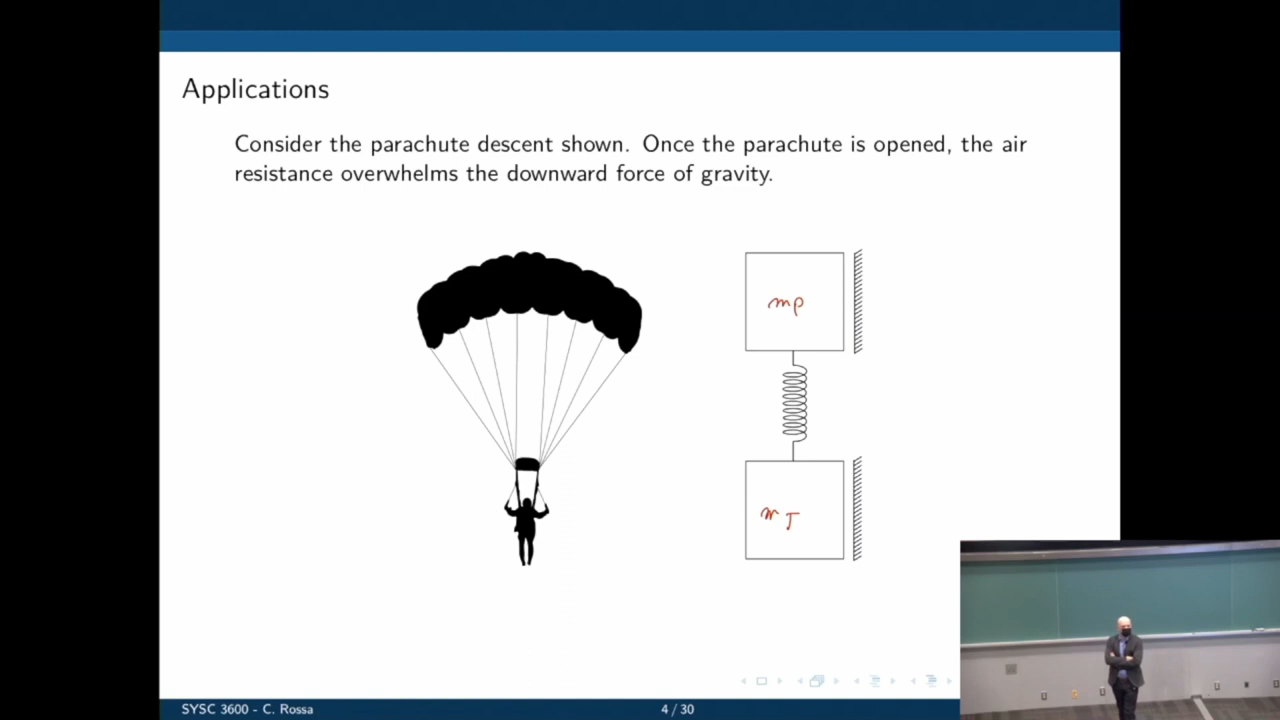 Applications
Consider the parachute descent shown. Once the parachute is opened, the air
resistance overwhelms the downward force of gravity.
mp
mJ
SYSC 3600 - C. Rossa
4 / 30